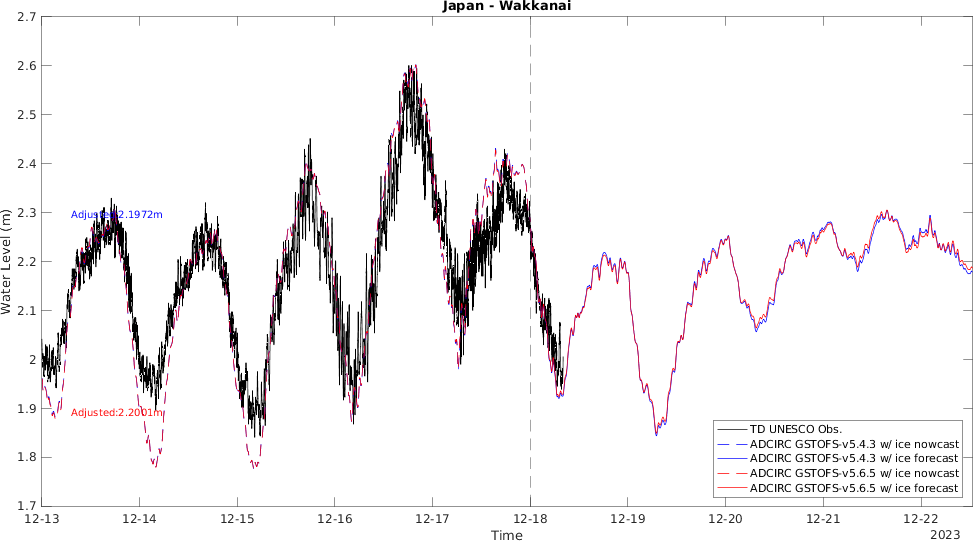 Japan - Wakkanai
2.7
2.6
2.5
2.4
2.3
2.2
2.1
2
1.9
1.8
1.7
Water Level (m)
Adjusted:2.1972m
Adjusted:2.2001m
TD UNESCO Obs.
ADCIRC GSTOFS-v5.4.3 w/ ice nowcast
ADCIRC GSTOFS-v5.4.3 w/ ice forecast
ADCIRC GSTOFS-v5.6.5 w/ ice nowcast
ADCIRC GSTOFS-v5.6.5 w/ ice forecast
12-13 12-14 12-15 12-16 12-17 12-18 12-19 12-20 12-21 12-22
Time
2023